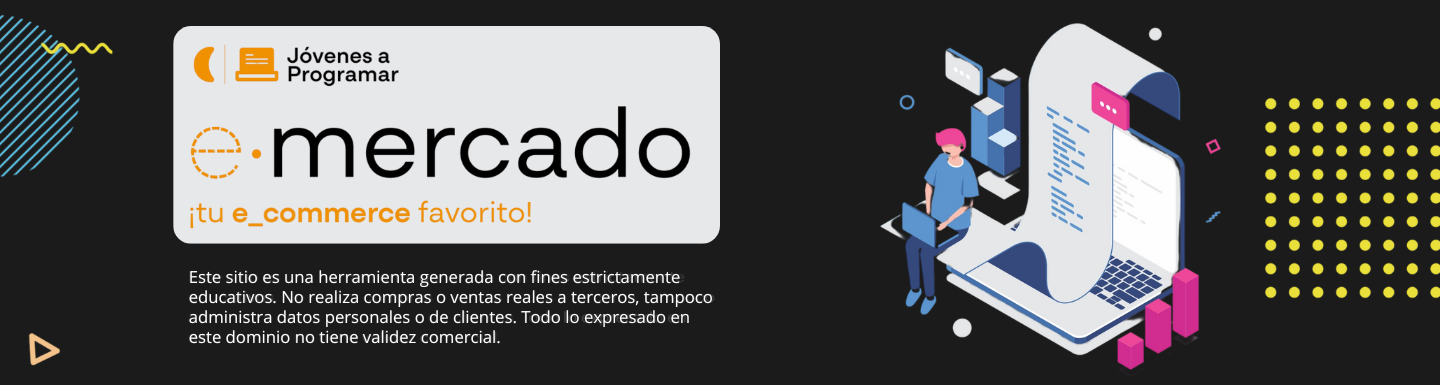 Jóvenes a
Programar
e·mercado
¡tu e_commerce favorito!
Este sitio es una herramienta generada con fines estrictamente
educativos. No realiza compras o ventas reales a terceros, tampoco
administra datos personales o de clientes. Todo lo expresado en
este dominio no tiene validez comercial.